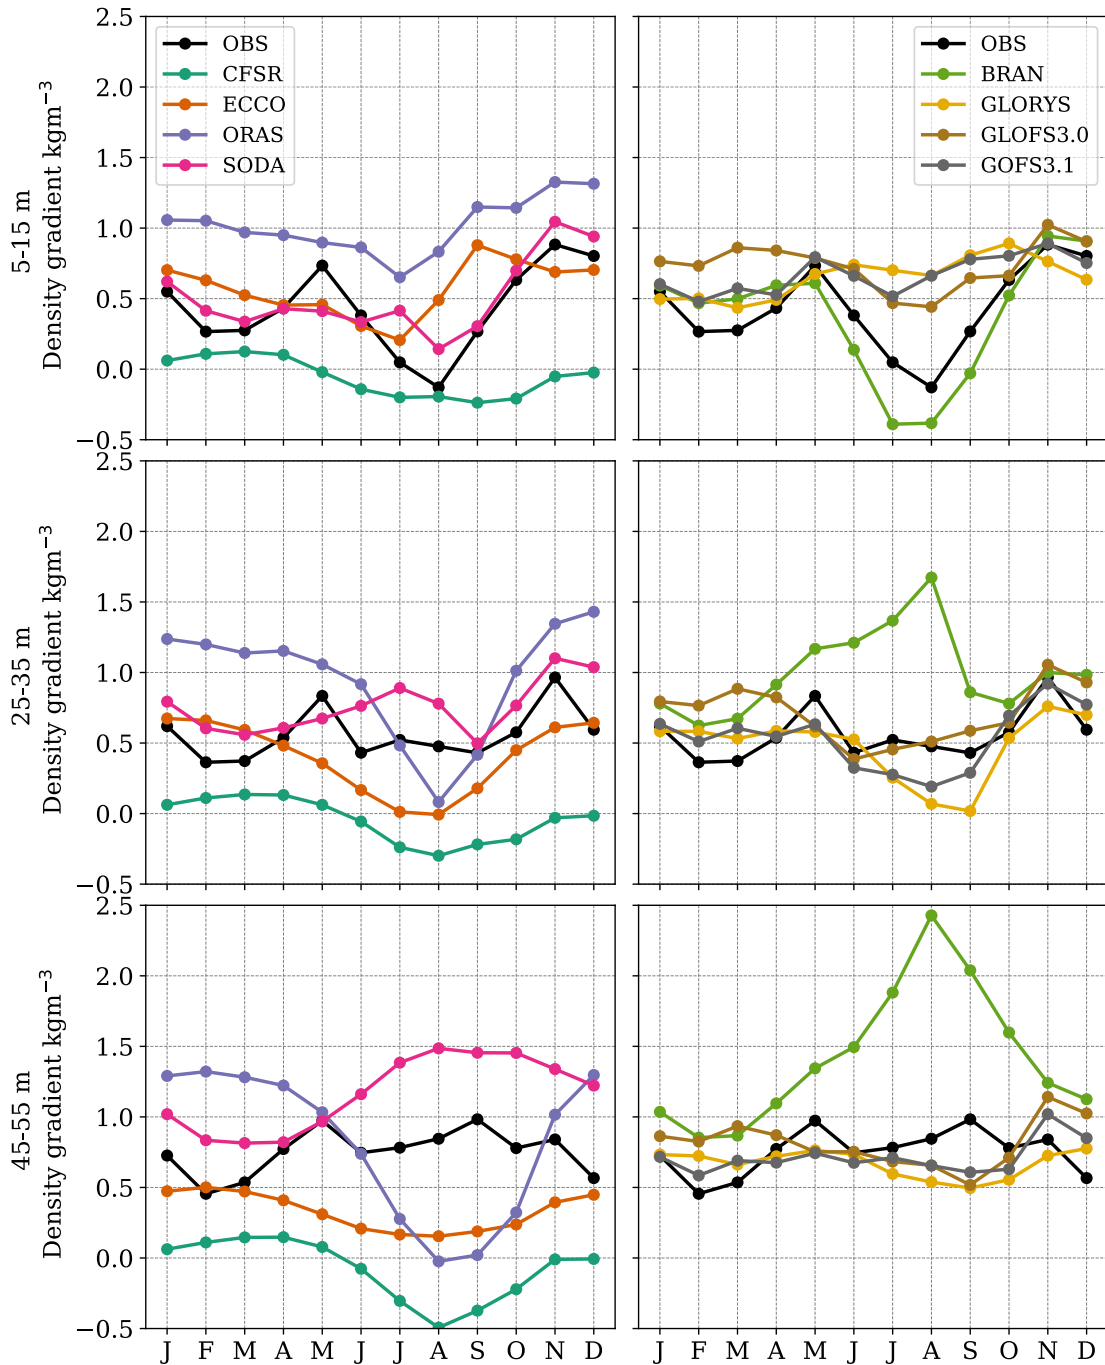 2.5
2.0
1.5
1.0
0.5
0.0
−0.5
5-15 m
Density gradient kgm⁻³
OBS
CFSR
ECCO
ORAS
SODA
OBS
BRAN
GLORYS
GLOFS3.0
GOFS3.1
2.5
2.0
1.5
1.0
0.5
0.0
−0.5
25-35 m
Density gradient kgm⁻³
2.5
2.0
1.5
1.0
0.5
0.0
−0.5
45-55 m
Density gradient kgm⁻³
J F M A M J J A S O N D
J F M A M J J A S O N D